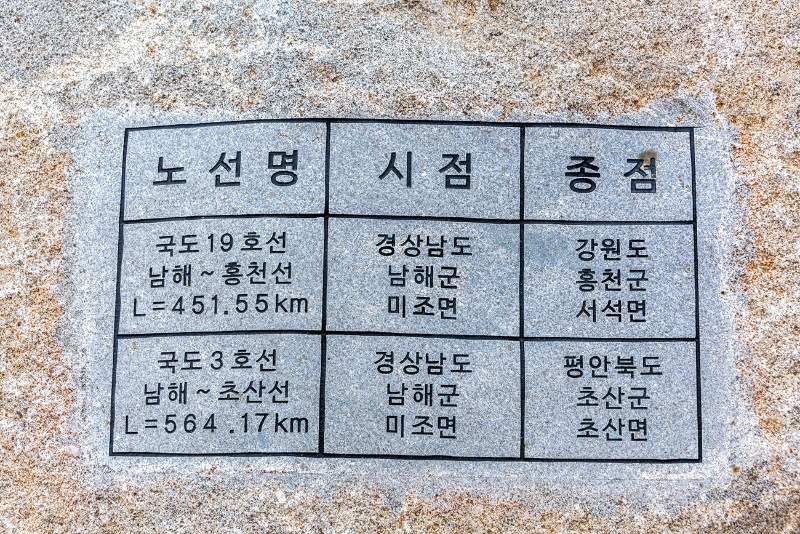 노선명 시점 종점
국도 19 호선
남해 ~ 홍천선
L=451.55km
경상남도
남해군
미조면
강원도
홍천군
서석면
국도 3 호선
남해 ~ 초산선
L=564.17km
경상남도
남해군
미조면
평안북도
초산군
초산면